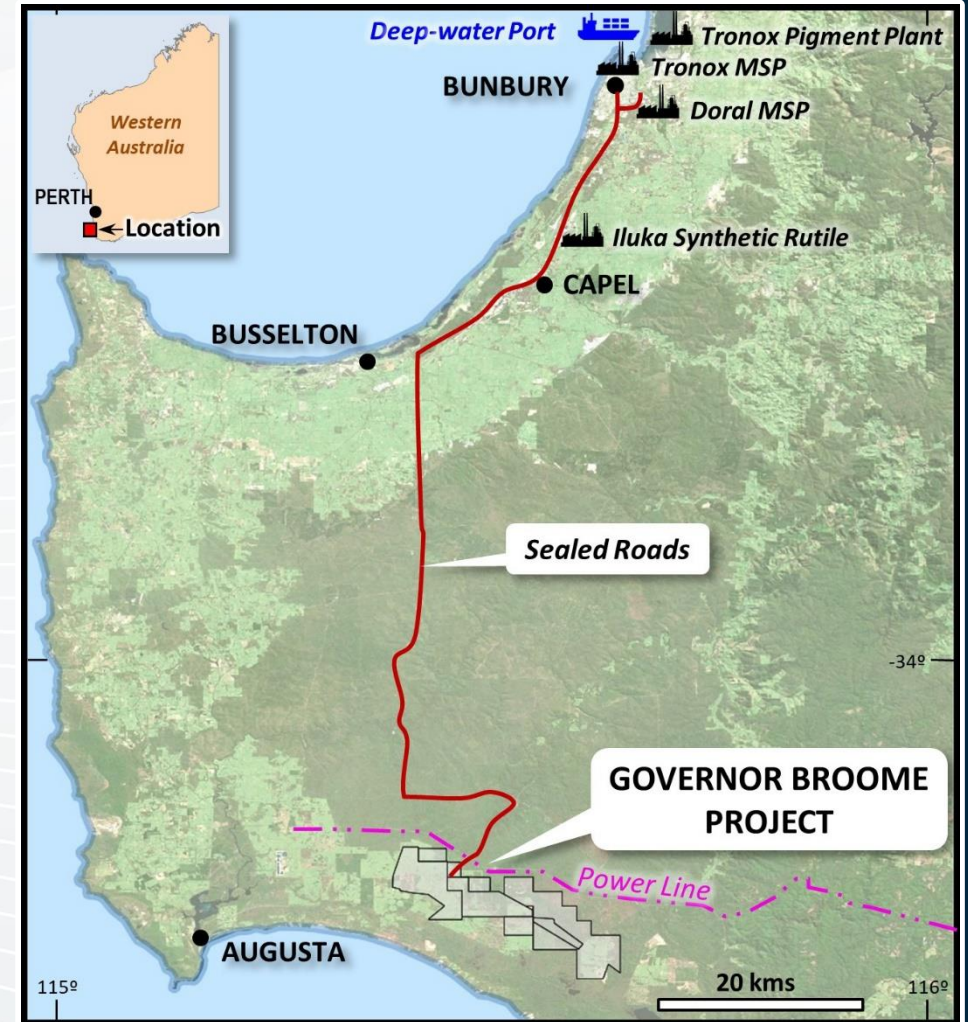 Deep-water Port
Tronox Pigment Plant
Tronox MSP
BUNBURY
Doral MSP
Western
Australia
PERTH
Location
Iluka Synthetic Rutile
CAPEL
BUSSELTON
Sealed Roads
-34º
GOVERNOR BROOME
PROJECT
Power Line
AUGUSTA
20 kms
115º
116º